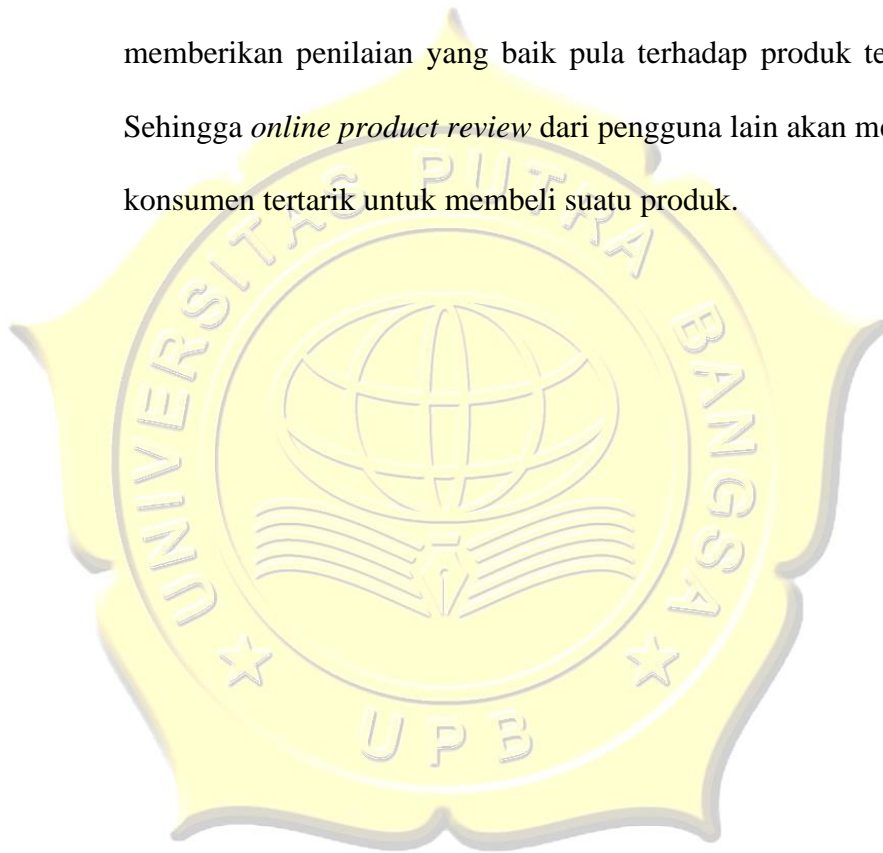 memberikan penilaian yang baik pula terhadap produk
Sehingga online product review dari pengguna lain akan
konsumen tertarik untuk membeli suatu produk.
UNIVERSITAS PUTRA BANGSA
UPB